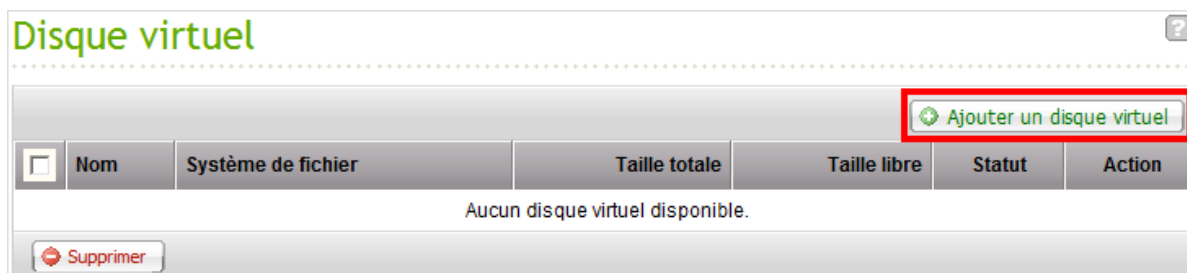 Disque virtuel
?
Ajouter un disque virtuel
Nom Système de fichier Taille totale Taille libre Statut Action
Aucun disque virtuel disponible.
Supprimer